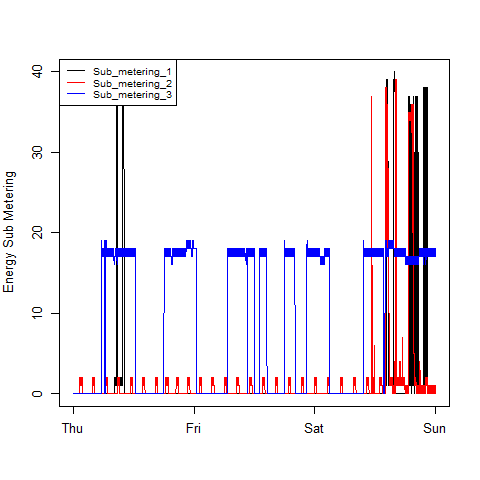 Sub_metering_1
Sub_metering_2
Sub_metering_3
Energy Sub Metering
40
30
20
10
0
Thu Fri Sat Sun